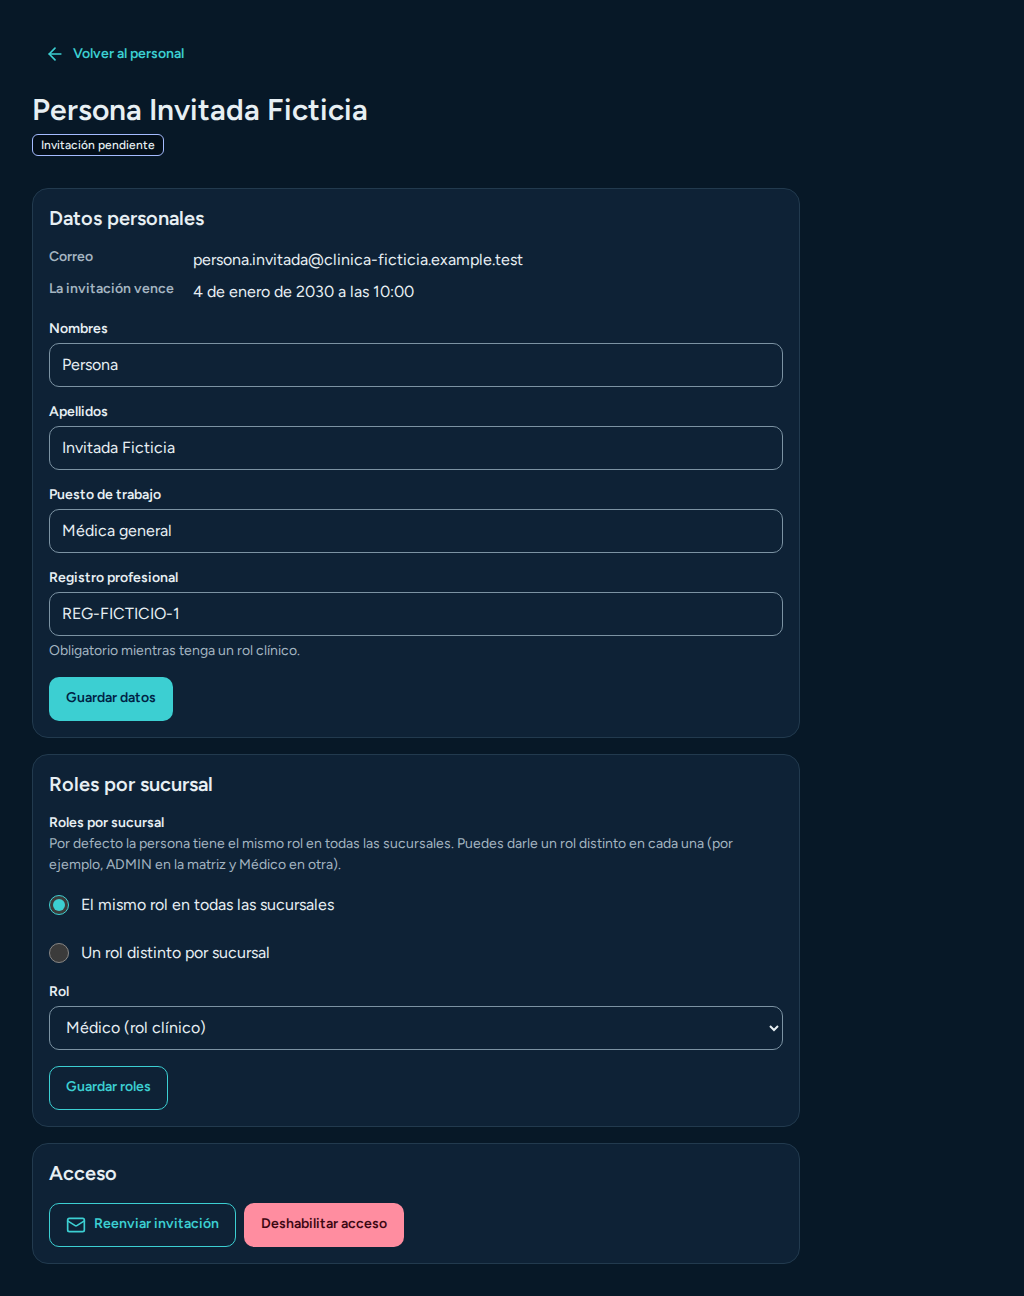 Volver al personal
Persona Invitada Ficticia
Invitación pendiente
Datos personales
Correo
persona.invitada@clinica-ficticia.example.test
La invitación vence
4 de enero de 2030 a las 10:00
Nombres
Persona
Apellidos
Invitada Ficticia
Puesto de trabajo
Médica general
Registro profesional
REG-FICTICIO-1
Obligatorio mientras tenga un rol clínico.
Guardar datos
Roles por sucursal
Roles por sucursal
Por defecto la persona tiene el mismo rol en todas las sucursales. Puedes darle un rol distinto en cada una (por
ejemplo, ADMIN en la matriz y Médico en otra).
El mismo rol en todas las sucursales
Un rol distinto por sucursal
Rol
Médico (rol clínico)
Guardar roles
Acceso
Reenviar invitación
Deshabilitar acceso